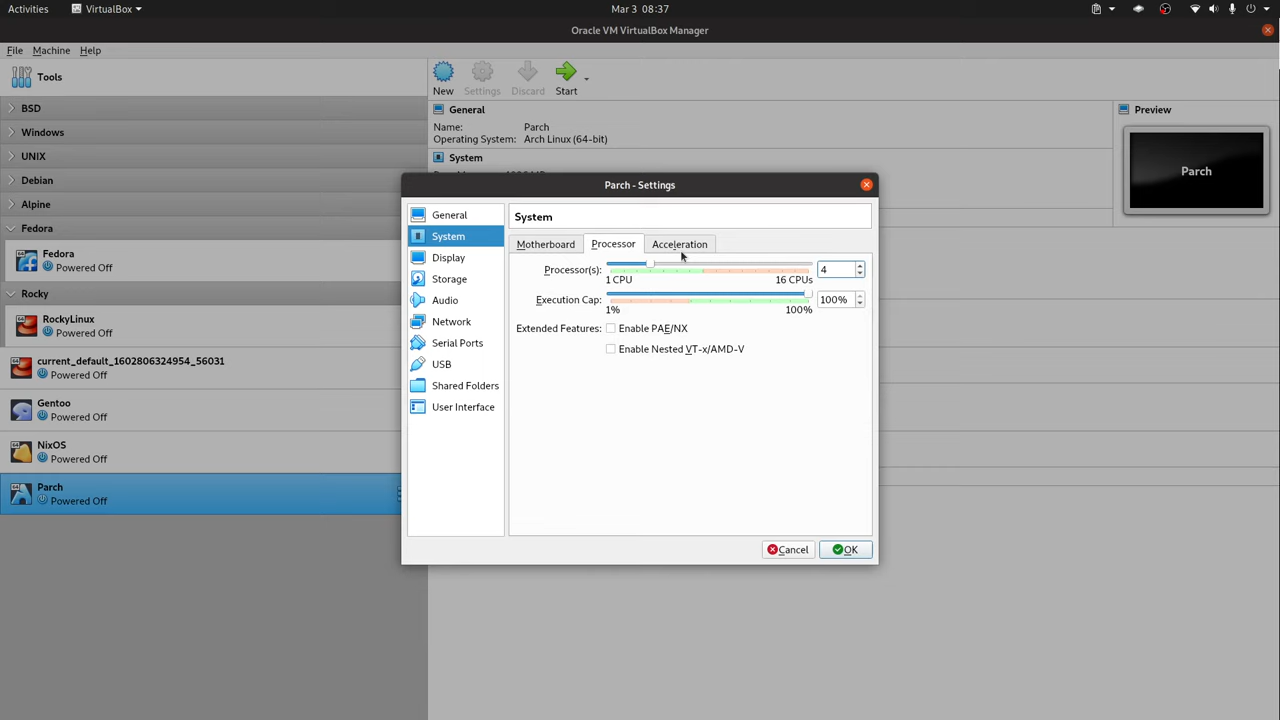 Activities
VirtualBox
Mar 3 08:37
Oracle VM VirtualBox Manager
File Machine Help
Tools
New
Settings
Discard
Start
BSD
Windows
UNIX
Debian
Alpine
Fedora
Fedora
Powered Off
Rocky
RockyLinux
Powered Off
current_default_1602806324954_56031
Powered Off
Gentoo
Powered Off
NixOS
Powered Off
Parch
Powered Off
General
Name: Parch
Operating System: Arch Linux (64-bit)
System
Preview
Parch
Parch - Settings
General
System
Display
Storage
Audio
Network
Serial Ports
USB
Shared Folders
User Interface
System
Motherboard Processor Acceleration
Processor(s): 4
1 CPU 16 CPUs
Execution Cap: 100%
1% 100%
Extended Features: Enable PAE/NX
Enable Nested VT-x/AMD-V
Cancel OK